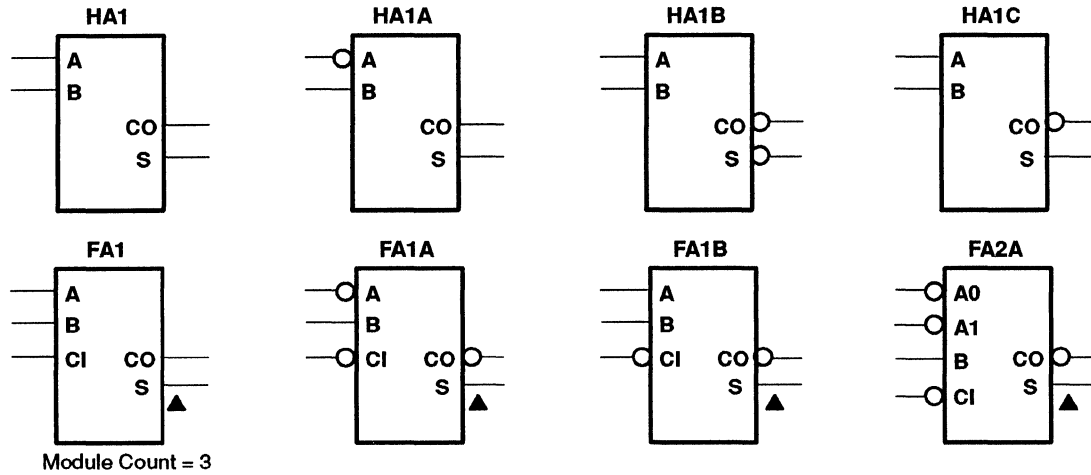 HA1 HA1A HA1B HA1C
A A A A
B B B B
CO CO CO CO
S S S S
FA1 FA1A FA1B FA2A
A A A A0
B B B A1
CI CO CI CO CI CO B CO
S S S CI S
Module Count = 3